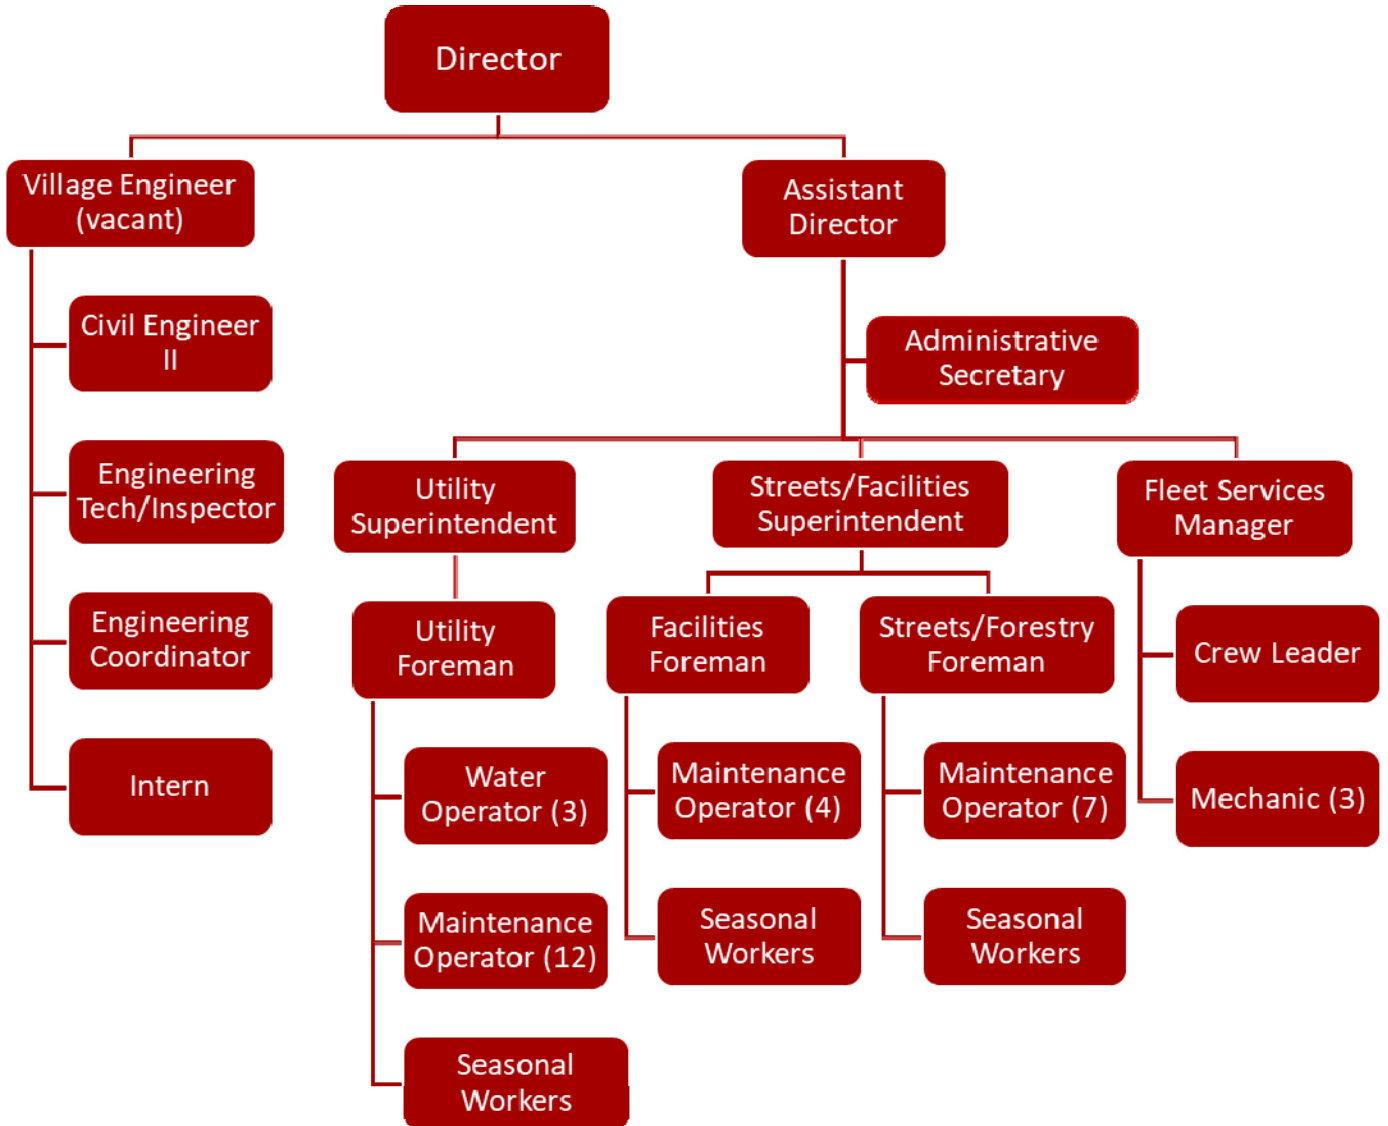 Director
Village Engineer
(vacant)
Assistant
Director
Civil Engineer
II
Administrative
Secretary
Engineering
Tech/Inspector
Utility
Superintendent
Streets/Facilities
Superintendent
Fleet Services
Manager
Engineering
Coordinator
Utility
Foreman
Facilities
Foreman
Streets/Forestry
Foreman
Crew Leader
Intern
Water
Operator (3)
Maintenance
Operator (4)
Maintenance
Operator (7)
Mechanic (3)
Maintenance
Operator (12)
Seasonal
Workers
Seasonal
Workers
Seasonal
Workers